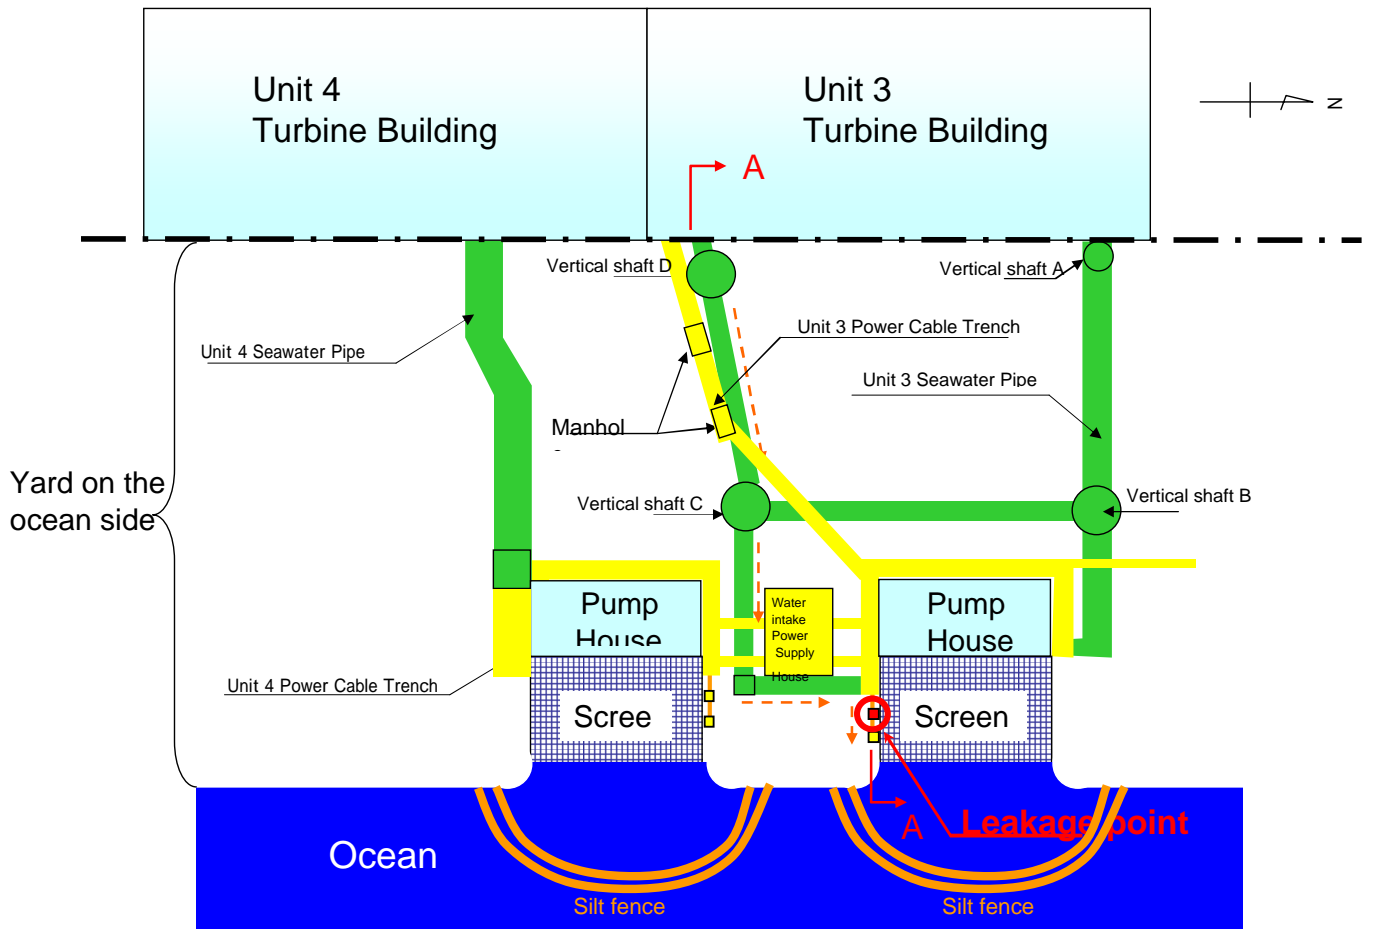 Unit 4
Turbine Building
Unit 3
Turbine Building
N
A
Vertical shaft D
Vertical shaft A
Unit 3 Power Cable Trench
Unit 4 Seawater Pipe
Unit 3 Seawater Pipe
Manhol
Yard on the
ocean side
Vertical shaft C
Vertical shaft B
Pump
House
Water
intake
Power
Supply
House
Pump
House
Unit 4 Power Cable Trench
Scree
Screen
A
Leakage point
Ocean
Silt fence
Silt fence